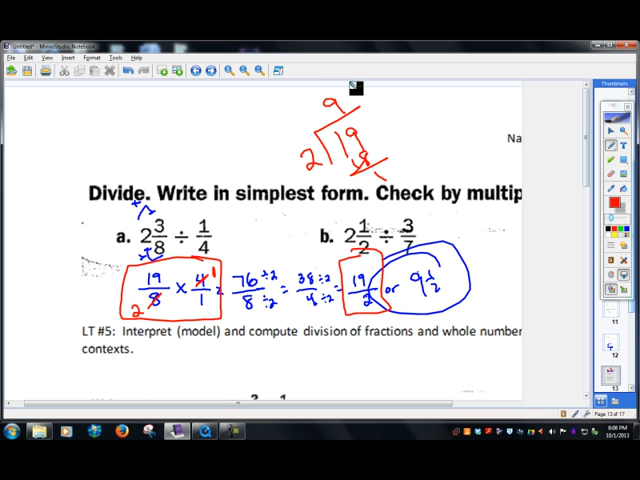 Untitled* - MimioStudio Notebook
File Edit View Insert Format Tools Help
Thumbnails
9
2 19
18
1
Na
Divide. Write in simplest form. Check by multip
a. 2 3/8 ÷ 1/4
b. 2 1/2 ÷ 3/7
19/8 x 4/1 = 76/8 ÷2/÷2 = 38/4 ÷2/÷2 = 19/2 or 9 1/2
2 1
LT #5: Interpret (model) and compute division of fractions and whole number
contexts.
11
12
13
Page 13 of 17
8:08 PM
10/1/2013